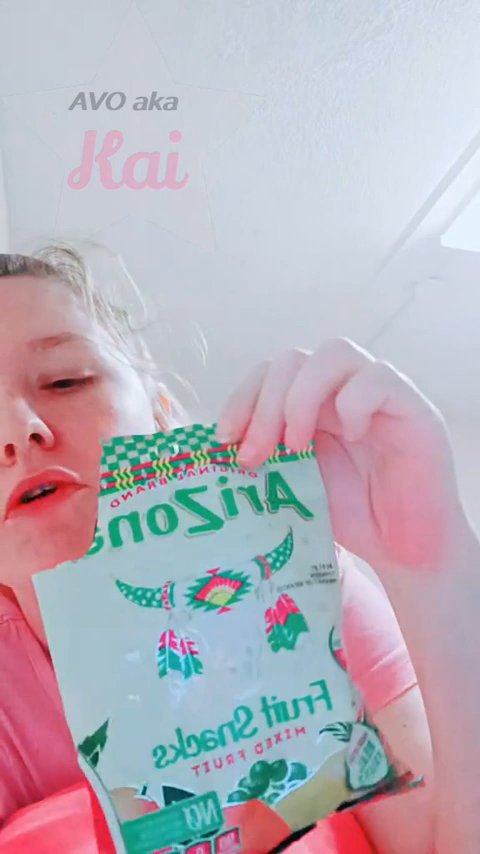 AVO aka
Kai
ORIGINAL BRAND
AriZona
Fruit Snacks
MIXED FRUIT
NO